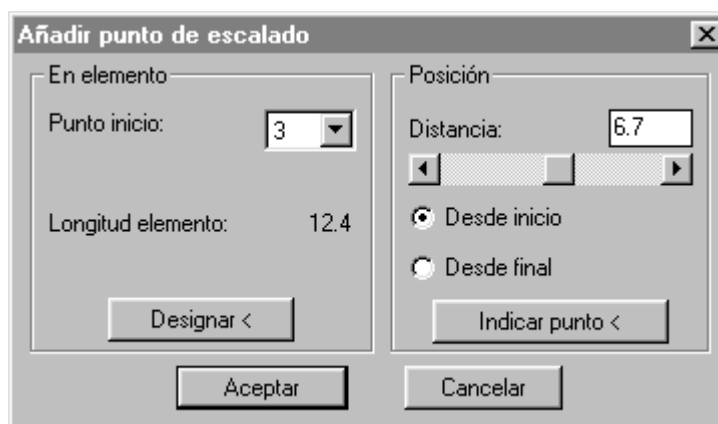 Añadir punto de escalado
En elemento
Punto inicio: 3
Longitud elemento: 12.4
Designar <
Posición
Distancia: 6.7
Desde inicio
Desde final
Indicar punto <
Aceptar
Cancelar